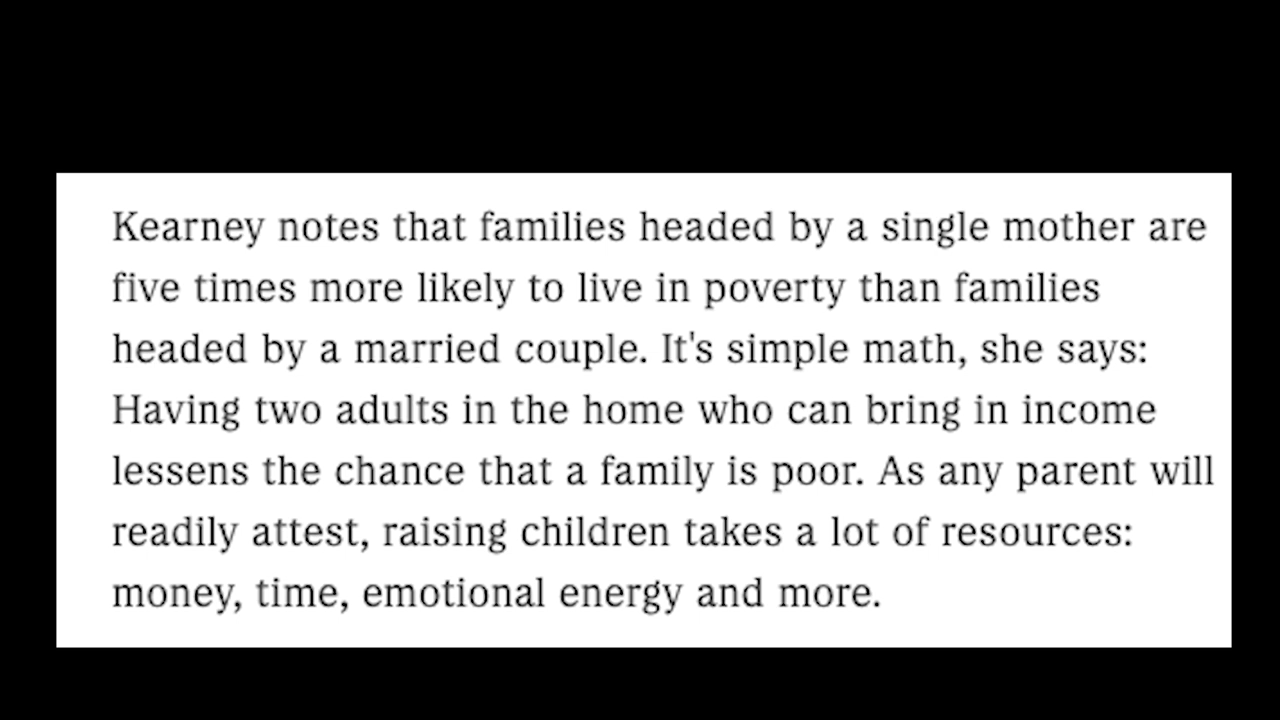 Kearney notes that families headed by a single mother are
five times more likely to live in poverty than families
headed by a married couple. It's simple math, she says:
Having two adults in the home who can bring in income
lessens the chance that a family is poor. As any parent will
readily attest, raising children takes a lot of resources:
money, time, emotional energy and more.